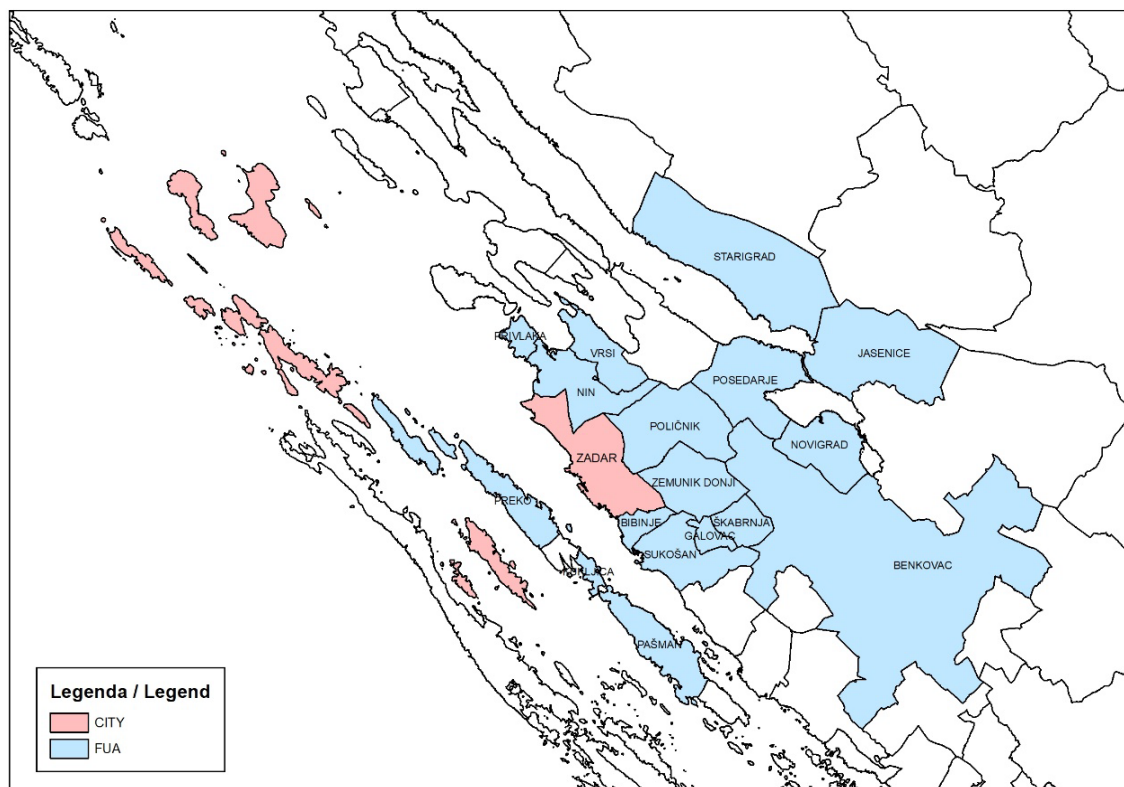 STARIGRAD
PRIVLAKA
VRSI
JASENICE
NIN
POSEDARJE
POLIČNIK
NOVIGRAD
ZADAR
ZEMUNIK DONJI
PREKO
BIBINJE
ŠKABRNJA
GALOVAC
SUKOŠAN
BENKOVAC
PAŠMAN
Legenda / Legend
CITY
FUA